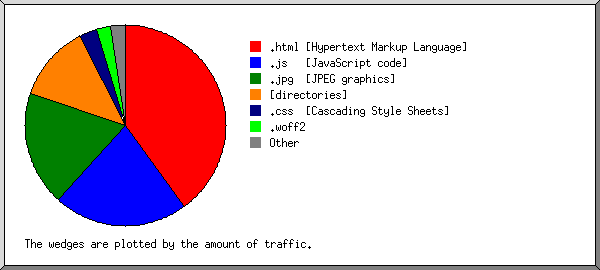 .html [Hypertext Markup Language]
.js [JavaScript code]
.jpg [JPEG graphics]
[directories]
.css [Cascading Style Sheets]
.woff2
Other
The wedges are plotted by the amount of traffic.